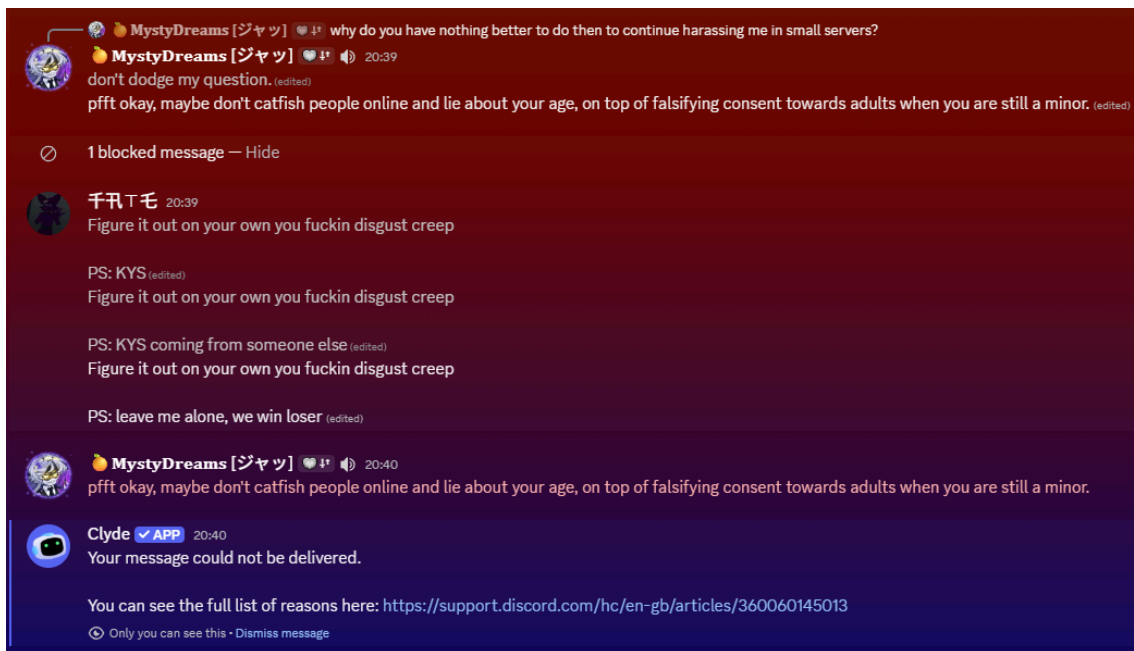 MystyDreams [ジャッ] why do you have nothing better to do then to continue harassing me in small servers?
MystyDreams [ジャッ] 20:39
don't dodge my question. (edited)
pfft okay, maybe don't catfish people online and lie about your age, on top of falsifying consent towards adults when you are still a minor. (edited)
1 blocked message — Hide
千卂ㄒ乇 20:39
Figure it out on your own you fuckin disgust creep
PS: KYS (edited)
Figure it out on your own you fuckin disgust creep
PS: KYS coming from someone else (edited)
Figure it out on your own you fuckin disgust creep
PS: leave me alone, we win loser (edited)
MystyDreams [ジャッ] 20:40
pfft okay, maybe don't catfish people online and lie about your age, on top of falsifying consent towards adults when you are still a minor.
Clyde ✓ APP 20:40
Your message could not be delivered.
You can see the full list of reasons here: https://support.discord.com/hc/en-gb/articles/360060145013
Only you can see this • Dismiss message